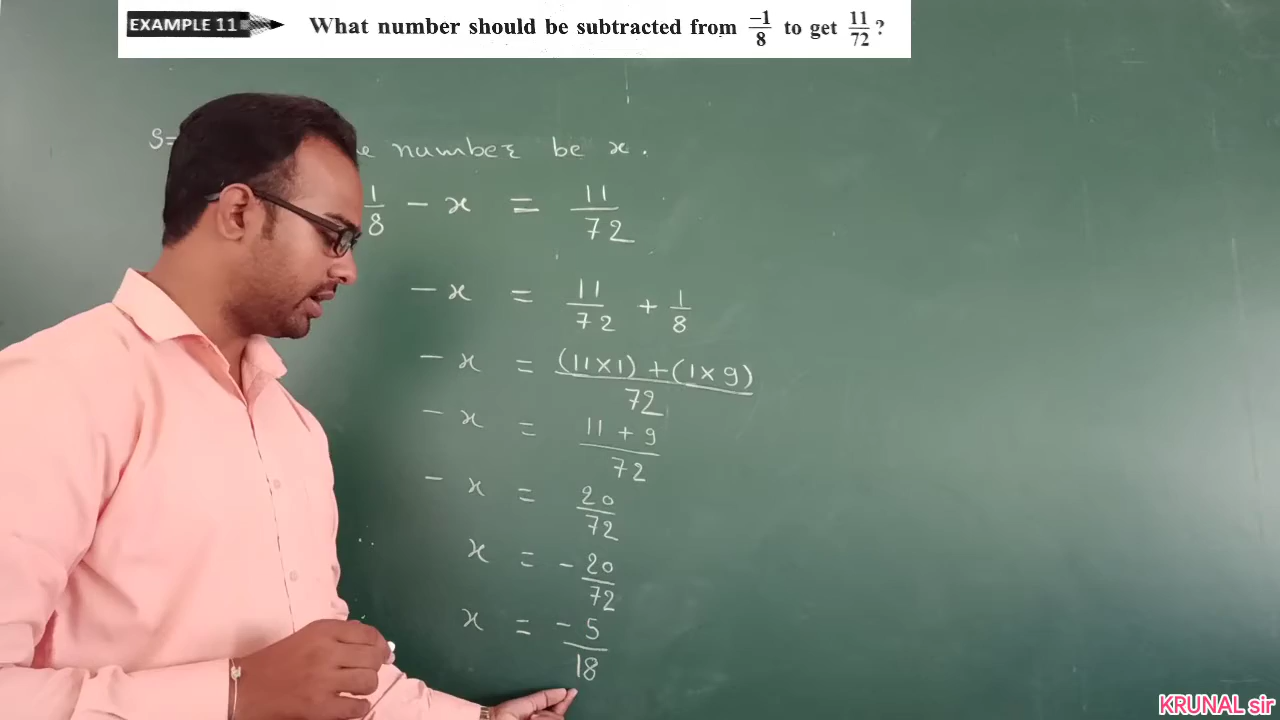 EXAMPLE 11 What number should be subtracted from -1/8 to get 11/72 ?
number be x.
1/8 - x = 11/72
- x = 11/72 + 1/8
- x = (11×1) + (1×9)/72
- x = 11 + 9/72
- x = 20/72
x = - 20/72
x = - 5/18
KRUNAL sir